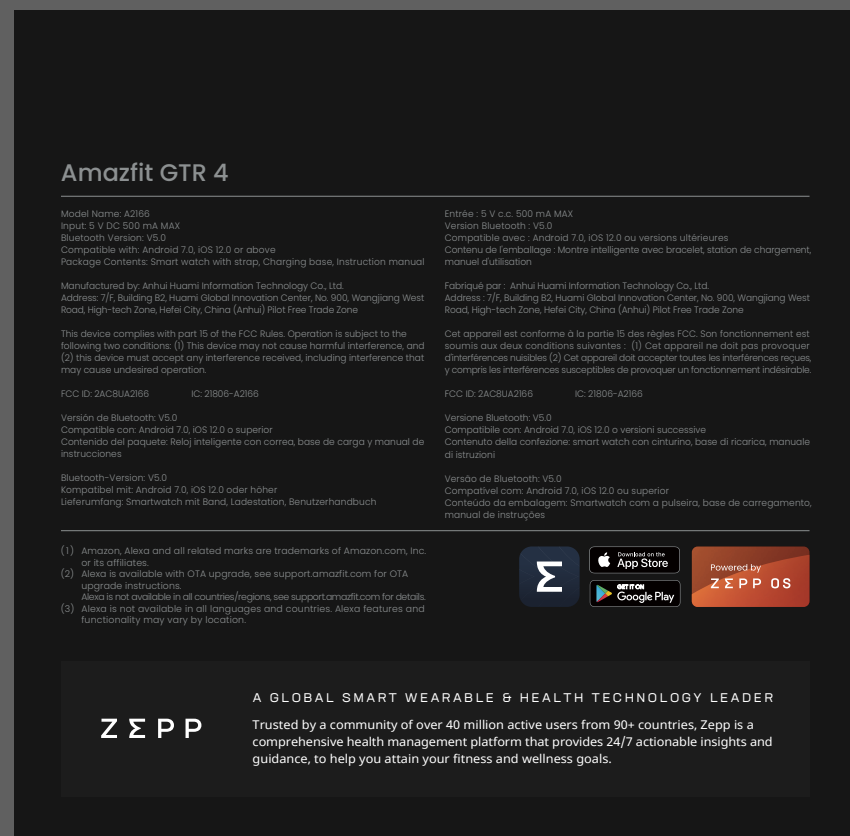 Amazfit GTR 4
Model Name: A2166
Input: 5 V DC 500 mA MAX
Bluetooth Version: V5.0
Compatible with: Android 7.0, iOS 12.0 or above
Package Contents: Smart watch with strap, Charging base, Instruction manual
Manufactured by: Anhui Huami Information Technology Co., Ltd.
Address: 7/F, Building B2, Huami Global Innovation Center, No. 900, Wangjiang West
Road, High-tech Zone, Hefei City, China (Anhui) Pilot Free Trade Zone
This device complies with part 15 of the FCC Rules. Operation is subject to the
following two conditions: (1) This device may not cause harmful interference, and
(2) this device must accept any interference received, including interference that
may cause undesired operation.
FCC ID: 2AC8UA2166 IC: 21806-A2166
Versión de Bluetooth: V5.0
Compatible con: Android 7.0, iOS 12.0 o superior
Contenido del paquete: Reloj inteligente con correa, base de carga y manual de
instrucciones
Bluetooth-Version: V5.0
Kompatibel mit: Android 7.0, iOS 12.0 oder höher
Lieferumfang: Smartwatch mit Band, Ladestation, Benutzerhandbuch
Entrée : 5 V c.c. 500 mA MAX
Version Bluetooth : V5.0
Compatible avec : Android 7.0, iOS 12.0 ou versions ultérieures
Contenu de l'emballage : Montre intelligente avec bracelet, station de chargement,
manuel d'utilisation
Fabriqué par : Anhui Huami Information Technology Co., Ltd.
Address : 7/F, Building B2, Huami Global Innovation Center, No. 900, Wangjiang West
Road, High-tech Zone, Hefei City, China (Anhui) Pilot Free Trade Zone
Cet appareil est conforme à la partie 15 des règles FCC. Son fonctionnement est
soumis aux deux conditions suivantes : (1) Cet appareil ne doit pas provoquer
d'interférences nuisibles (2) Cet appareil doit accepter toutes les interférences reçues,
y compris les interférences susceptibles de provoquer un fonctionnement indésirable.
FCC ID: 2AC8UA2166 IC: 21806-A2166
Versione Bluetooth: V5.0
Compatibile con: Android 7.0, iOS 12.0 o versioni successive
Contenuto della confezione: smart watch con cinturino, base di ricarica, manuale
di istruzioni
Versão de Bluetooth: V5.0
Compatível com: Android 7.0, iOS 12.0 ou superior
Conteúdo da embalagem: Smartwatch com a pulseira, base de carregamento,
manual de instruções
(1) Amazon, Alexa and all related marks are trademarks of Amazon.com, Inc.
or its affiliates.
(2) Alexa is available with OTA upgrade, see support.amazfit.com for OTA
upgrade instructions.
Alexa is not available in all countries/regions, see support.amazfit.com for details.
(3) Alexa is not available in all languages and countries. Alexa features and
functionality may vary by location.
Download on the
App Store
GET IT ON
Google Play
Powered by
ZΣPP OS
ZΣPP
A GLOBAL SMART WEARABLE & HEALTH TECHNOLOGY LEADER
Trusted by a community of over 40 million active users from 90+ countries, Zepp is a
comprehensive health management platform that provides 24/7 actionable insights and
guidance, to help you attain your fitness and wellness goals.